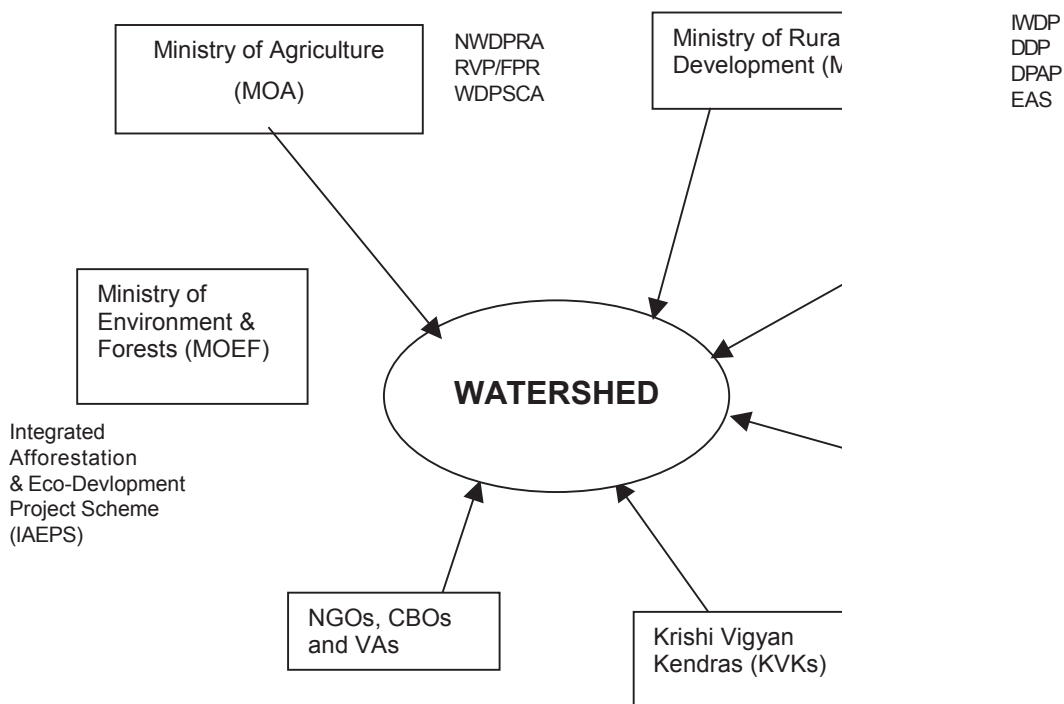 Ministry of Agriculture
(MOA)
NWDPRA
RVP/FPR
WDPSCA
Ministry of Rura
Development (M
IWDP
DDP
DPAP
EAS
Ministry of
Environment &
Forests (MOEF)
WATERSHED
Integrated
Afforestation
& Eco-Devlopment
Project Scheme
(IAEPS)
NGOs, CBOs
and VAs
Krishi Vigyan
Kendras (KVKs)